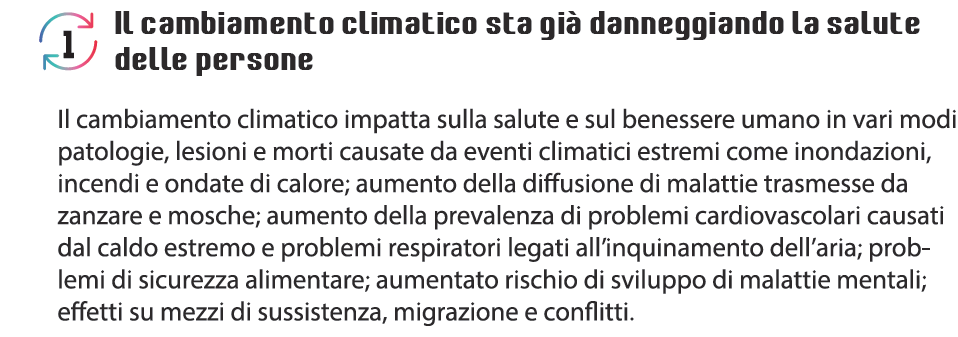 1
Il cambiamento climatico sta già danneggiando la salute
delle persone
Il cambiamento climatico impatta sulla salute e sul benessere umano in vari modi
patologie, lesioni e morti causate da eventi climatici estremi come inondazioni,
incendi e ondate di calore; aumento della diffusione di malattie trasmesse da
zanzare e mosche; aumento della prevalenza di problemi cardiovascolari causati
dal caldo estremo e problemi respiratori legati all’inquinamento dell’aria; prob-
lemi di sicurezza alimentare; aumentato rischio di sviluppo di malattie mentali;
effetti su mezzi di sussistenza, migrazione e conflitti.